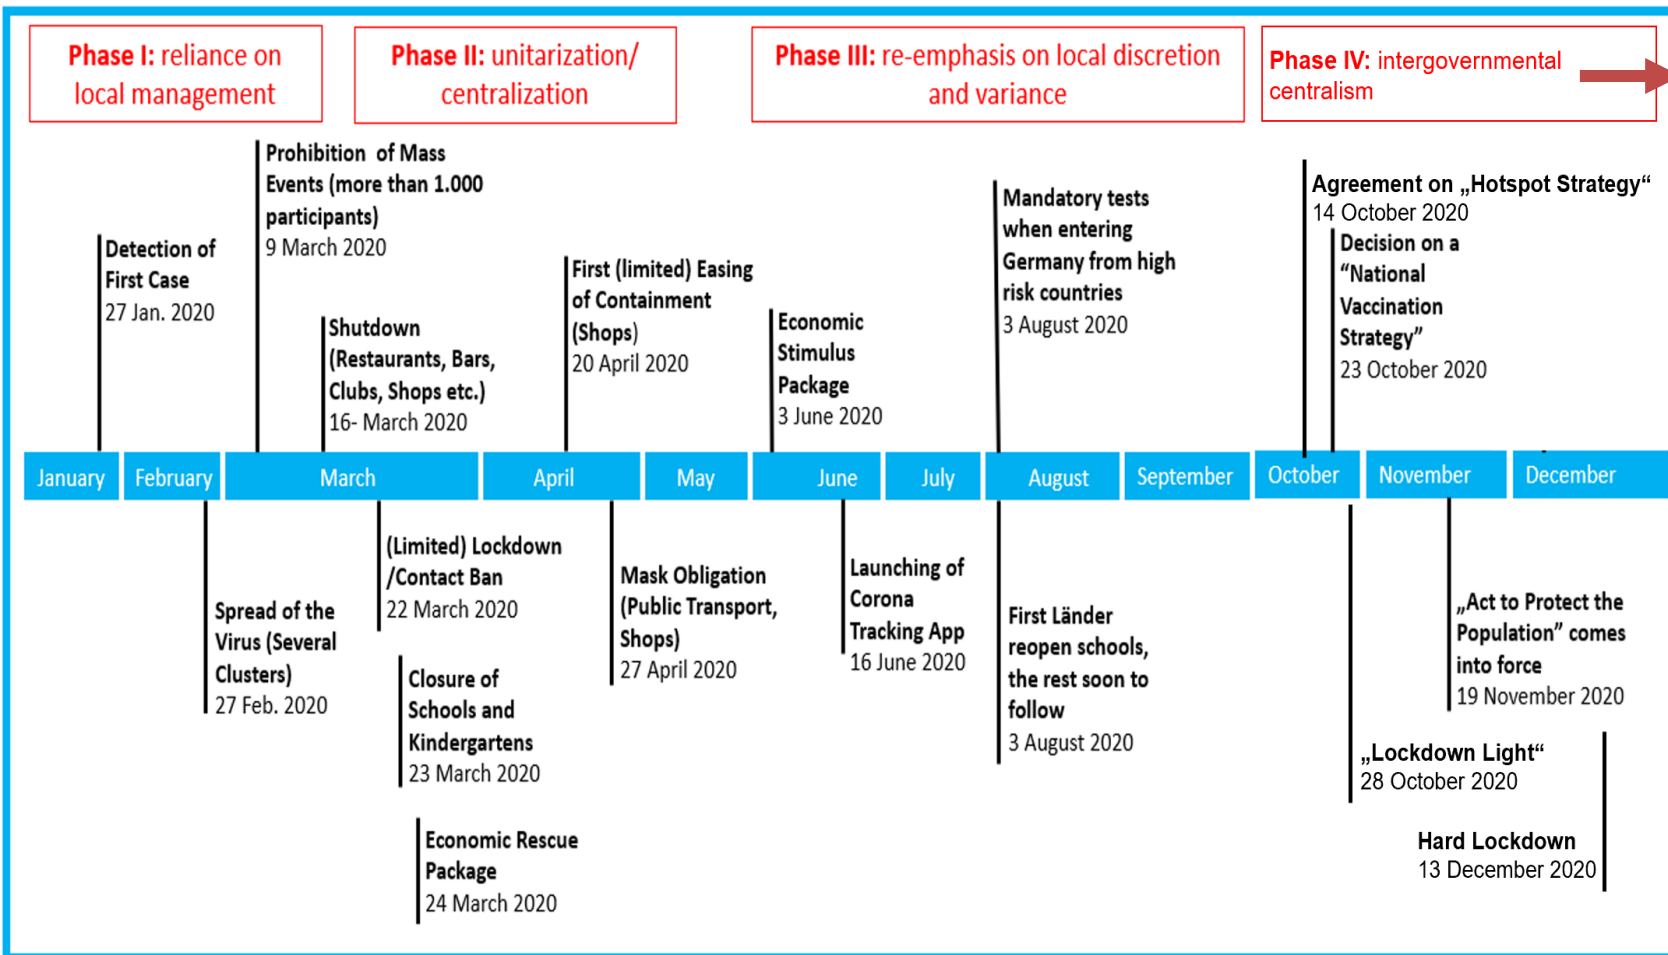 Phase I: reliance on
local management
Phase II: unitarization/
centralization
Phase III: re-emphasis on local discretion
and variance
Phase IV: intergovernmental
centralism
Detection of
First Case
27 Jan. 2020
Prohibition of Mass
Events (more than 1.000
participants)
9 March 2020
Shutdown
(Restaurants, Bars,
Clubs, Shops etc.)
16- March 2020
First (limited) Easing
of Containment
(Shops)
20 April 2020
Economic
Stimulus
Package
3 June 2020
Mandatory tests
when entering
Germany from high
risk countries
3 August 2020
Agreement on „Hotspot Strategy“
14 October 2020
Decision on a
“National
Vaccination
Strategy”
23 October 2020
January
February
March
April
May
June
July
August
September
October
November
December
Spread of the
Virus (Several
Clusters)
27 Feb. 2020
(Limited) Lockdown
/Contact Ban
22 March 2020
Closure of
Schools and
Kindergartens
23 March 2020
Economic Rescue
Package
24 March 2020
Mask Obligation
(Public Transport,
Shops)
27 April 2020
Launching of
Corona
Tracking App
16 June 2020
First Länder
reopen schools,
the rest soon to
follow
3 August 2020
„Act to Protect the
Population” comes
into force
19 November 2020
„Lockdown Light“
28 October 2020
Hard Lockdown
13 December 2020